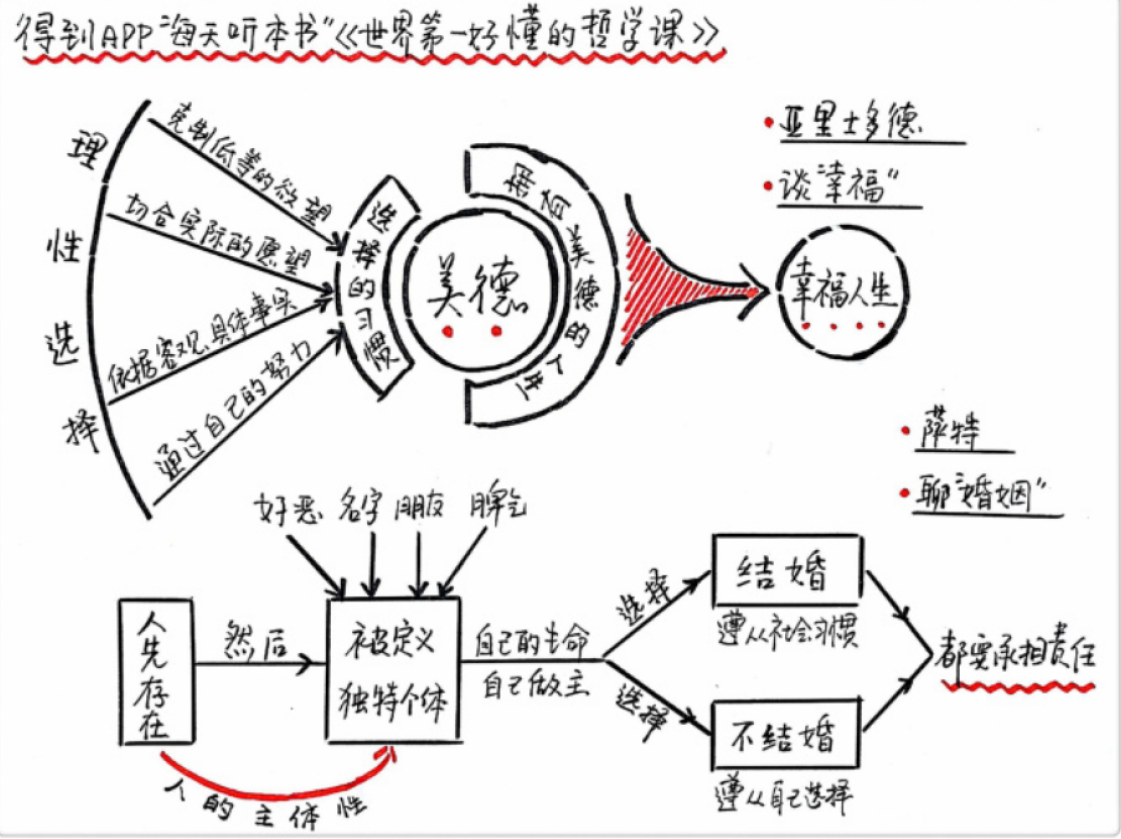 得到APP"每天听本书"《世界第一好懂的哲学课》
理性选择
克制低等的欲望
切合实际的愿望
依据客观、具体事实
通过自己的努力
选择的习惯
美德
拥有美德的人生
幸福人生
亚里士多德
谈"幸福"
萨特
聊"婚姻"
好恶 名字 朋友 脾气
人先存在
然后
被定义
独特个体
人的主体性
自己的生命
自己做主
选择
结婚
遵从社会习惯
选择
不结婚
遵从自己选择
都要承担责任